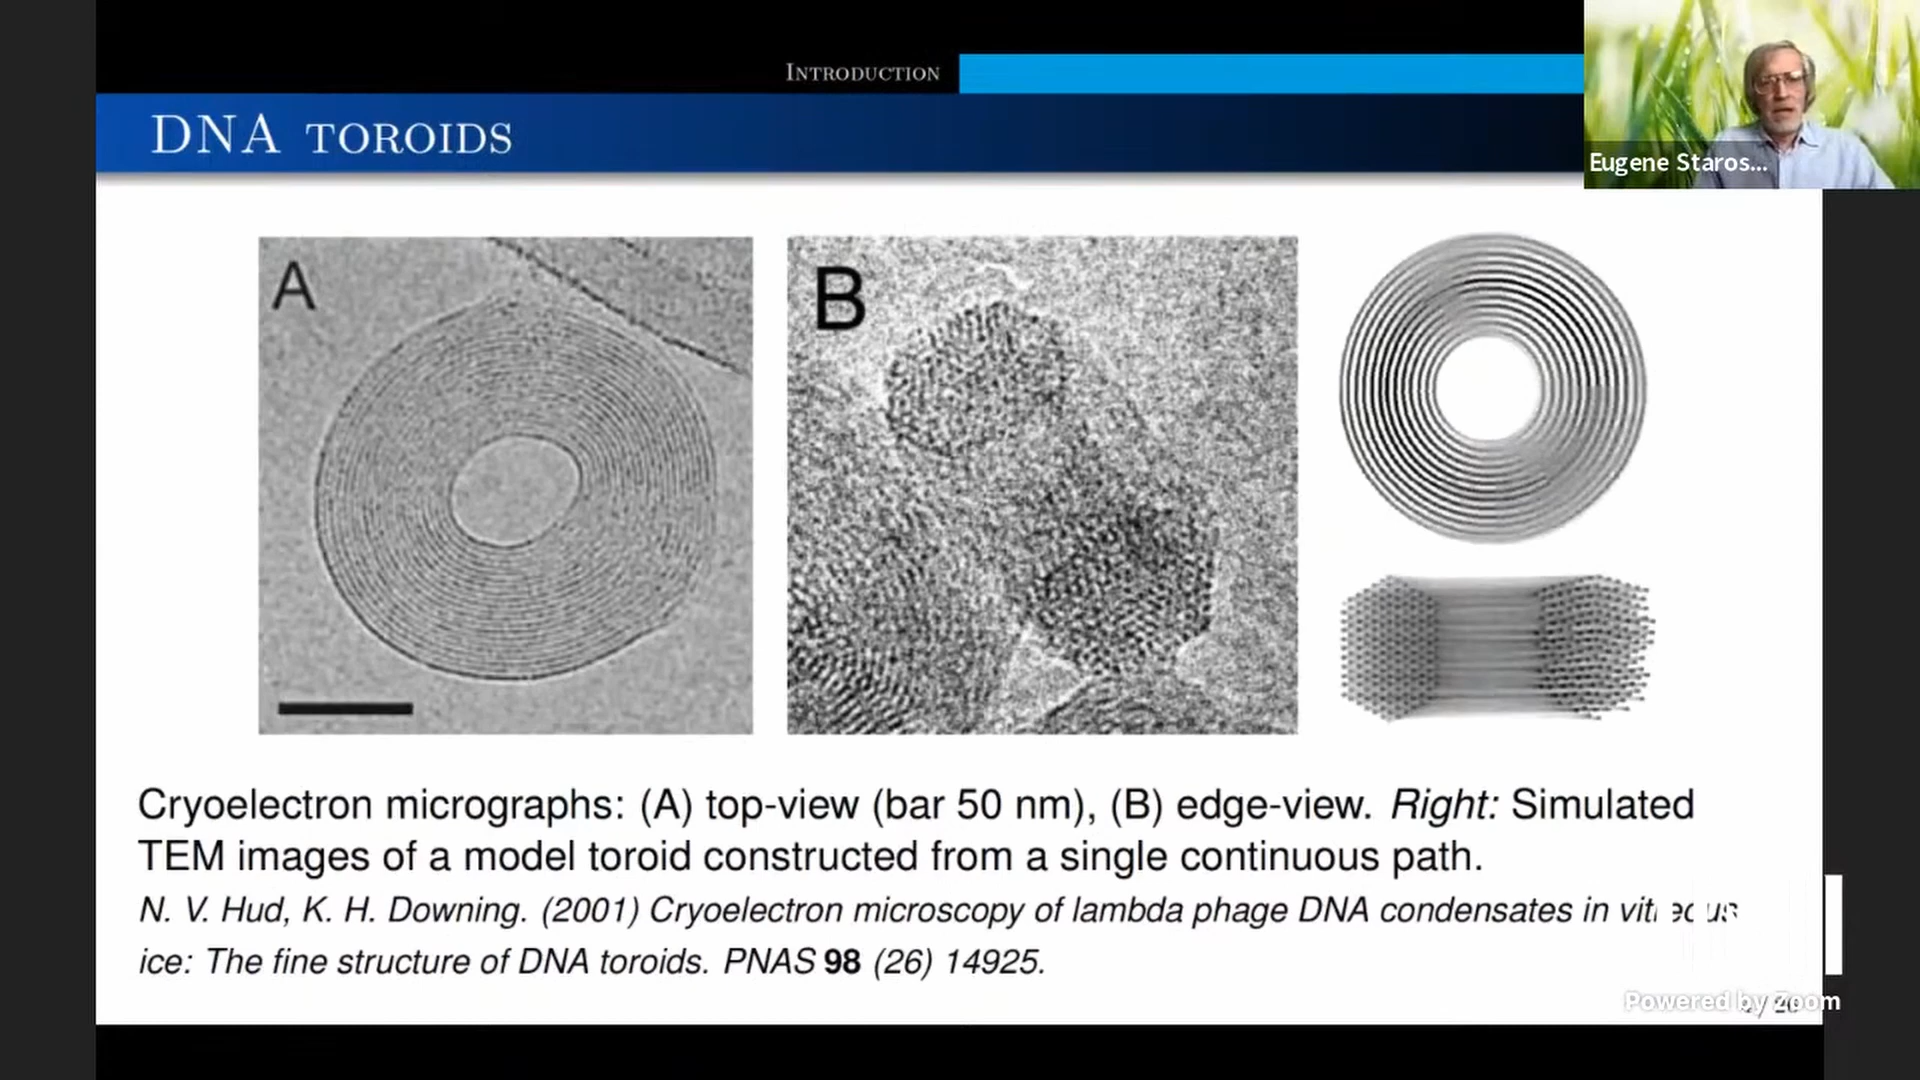 INTRODUCTION
DNA TOROIDS
Eugene Staros...
A
B
Cryoelectron micrographs: (A) top-view (bar 50 nm), (B) edge-view. Right: Simulated
TEM images of a model toroid constructed from a single continuous path.
N. V. Hud, K. H. Downing. (2001) Cryoelectron microscopy of lambda phage DNA condensates in vitreous
ice: The fine structure of DNA toroids. PNAS 98 (26) 14925.
Powered by Zoom